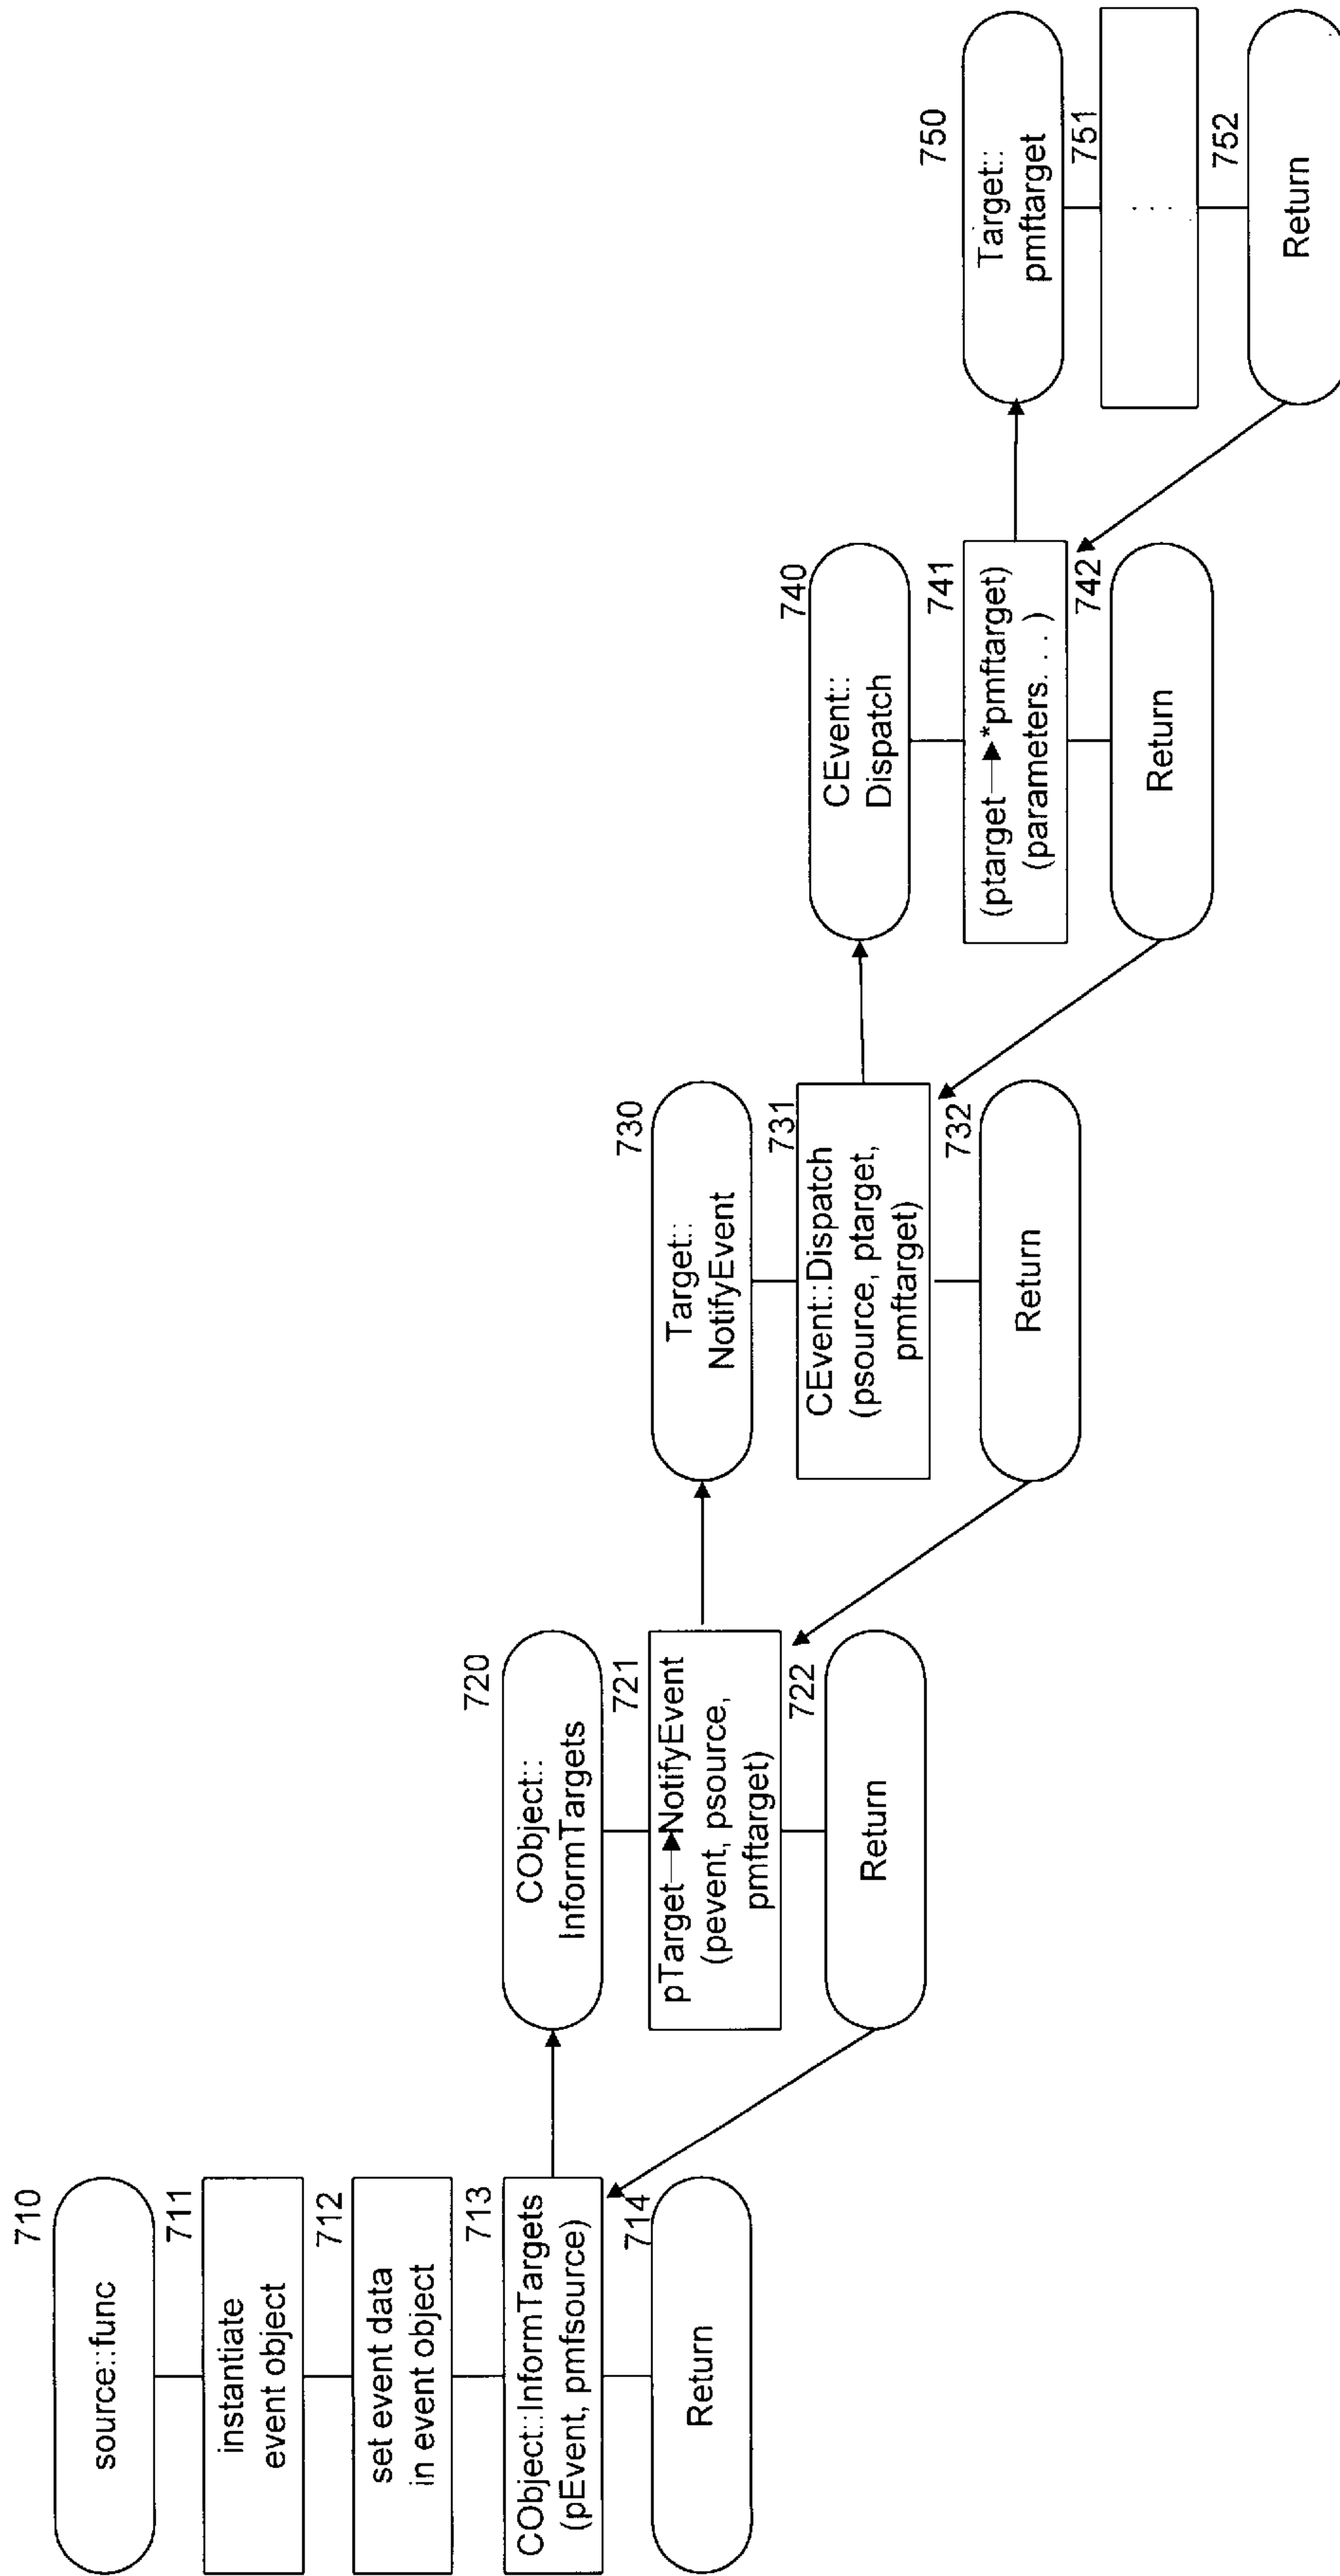 710
source::func
711
instantiate
event object
712
set event data
in event object
713
CObject::InformTargets
(pEvent, pmfsource)
714
Return
720
CObject::
InformTargets
721
pTarget→NotifyEvent
(pevent, psource,
pmftarget)
722
Return
730
Target::
NotifyEvent
731
CEvent::Dispatch
(psource, ptarget,
pmftarget)
732
Return
740
CEvent::
Dispatch
741
(ptarget→*pmftarget)
(parameters. . . )
742
Return
750
Target::
pmftarget
751
. . .
752
Return